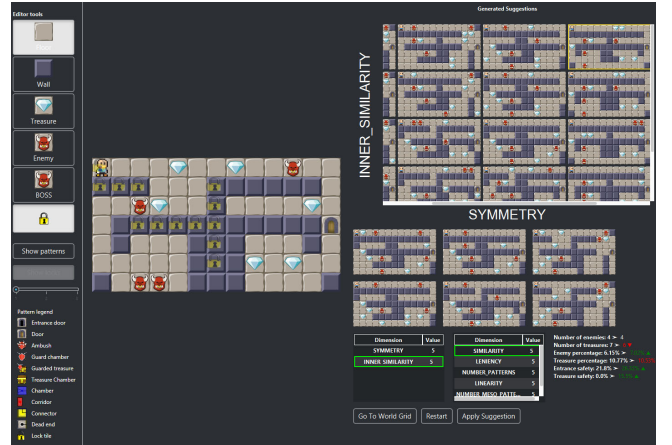 Editor tools
Wall
Treasure
Enemy
BOSS
Show patterns
Pattern legend
Entrance door
Door
Ambush
Guard chamber
Guarded treasure
Treasure Chamber
Chamber
Corridor
Connector
Dead end
Lock tile
Generated Suggestions
INNER_SIMILARITY
SYMMETRY
Dimension Value
SYMMETRY 5
INNER_SIMILARITY 5
Dimension Value
SIMILARITY 5
LENIENCY 5
NUMBER_PATTERNS 5
LINEARITY 5
NUMBER_MESO_PATTE... 5
Number of enemies: 4 ➤ 4
Number of treasures: 7 ➤
Enemy percentage: 6.15% ➤
Treasure percentage: 10.77% ➤
Entrance safety: 21.8% ➤
Treasure safety: 0.0% ➤
Go To World Grid
Restart
Apply Suggestion